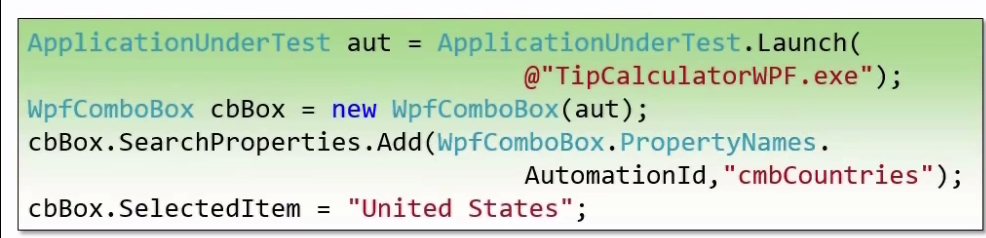 ApplicationUnderTest aut = ApplicationUnderTest.Launch(
@"TipCalculatorWPF.exe");
WpfComboBox cbBox = new WpfComboBox(aut);
cbBox.SearchProperties.Add(WpfComboBox.PropertyNames.
AutomationId,"cmbCountries");
cbBox.SelectedItem = "United States";